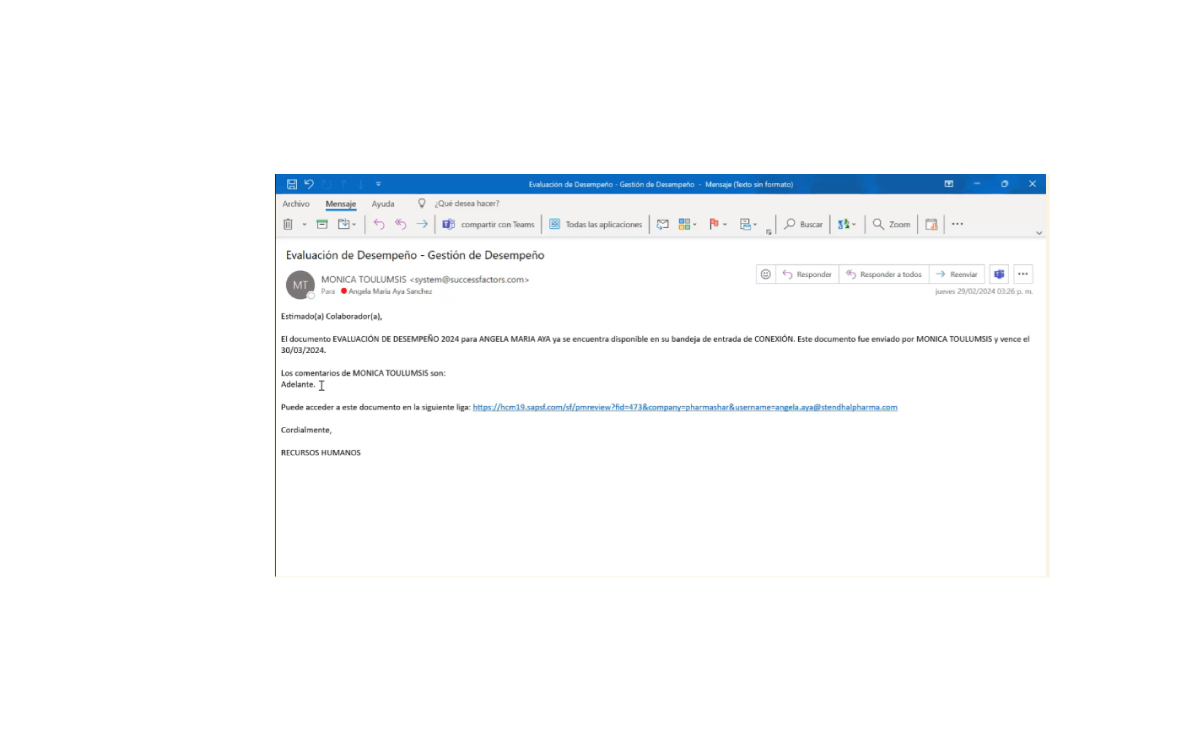 Evaluación de Desempeño - Gestión de Desempeño - Mensaje (Texto sin formato)
Archivo Mensaje Ayuda ¿Qué desea hacer?
compartir con Teams Todas las aplicaciones Buscar Zoom
Evaluación de Desempeño - Gestión de Desempeño
MT
MONICA TOULUMSIS <system@successfactors.com>
Para Angela Maria Aya Sanchez
Responder Responder a todos Reenviar
jueves 29/02/2024 03:26 p. m.
Estimado(a) Colaborador(a),
El documento EVALUACIÓN DE DESEMPEÑO 2024 para ANGELA MARIA AYA ya se encuentra disponible en su bandeja de entrada de CONEXIÓN. Este documento fue enviado por MONICA TOULUMSIS y vence el
30/03/2024.
Los comentarios de MONICA TOULUMSIS son:
Adelante.
Puede acceder a este documento en la siguiente liga: https://hcm19.sapsf.com/sf/pmreview?fid=473&company=pharmashar&username=angela.aya@stendhalpharma.com
Cordialmente,
RECURSOS HUMANOS